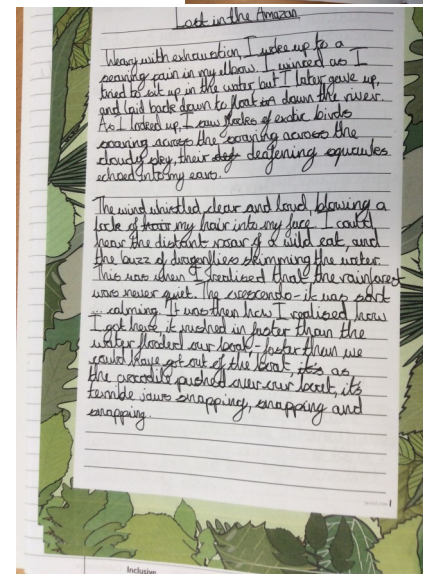 Lost in the Amazon.
Weary with exhaustion, I woke up to a
searing pain in my elbow. I winced as I
tried to sit up in the water but I later gave up,
and laid back down to float down the river.
As I looked up, I saw flocks of exotic birds
soaring across the soaring across the
cloudy sky, their deafening squawks
echoed into my ears.
The wind whistled, clear and loud, blowing a
lock of hair my hair into my face. I could
hear the distant roar of a wild cat, and
the buzz of dragonflies skimming the water.
This was when I realised that the rainforest
was never quiet. The crescendo - it was sort
... calming. It was then how I realised, how
I got here, it rushed in faster than the
water flooded our boat, - faster than we
could have got out of the boat, it's as
the crocodile pushed over our boat, it's
terrible jaws snapping, snapping and
snapping.
Inclusive